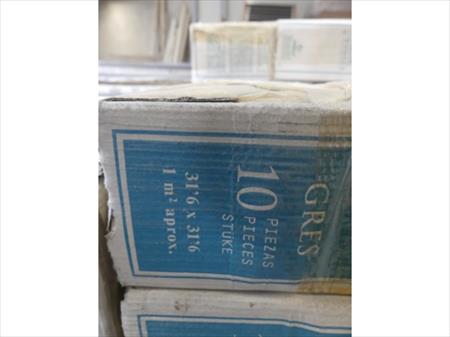 GRES
10 PIEZAS
PIECES
STÜKE
31'6 x 31'6
1 m² aprox.